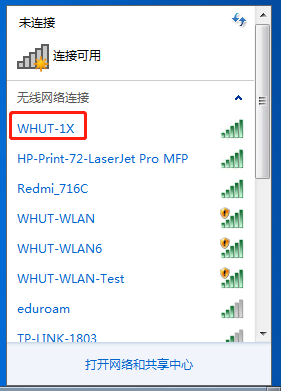 未连接
连接可用
无线网络连接
WHUT-1X
HP-Print-72-LaserJet Pro MFP
Redmi_716C
WHUT-WLAN
WHUT-WLAN6
WHUT-WLAN-Test
eduroam
TP-LINK-1803
打开网络和共享中心